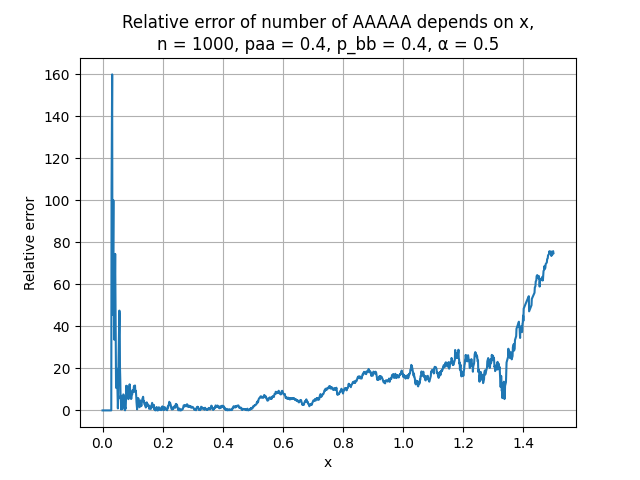 Relative error of number of AAAAA depends on x,
n = 1000, paa = 0.4, p_bb = 0.4, α = 0.5
160
140
120
100
80
60
40
20
0
Relative error
0.0 0.2 0.4 0.6 0.8 1.0 1.2 1.4
x